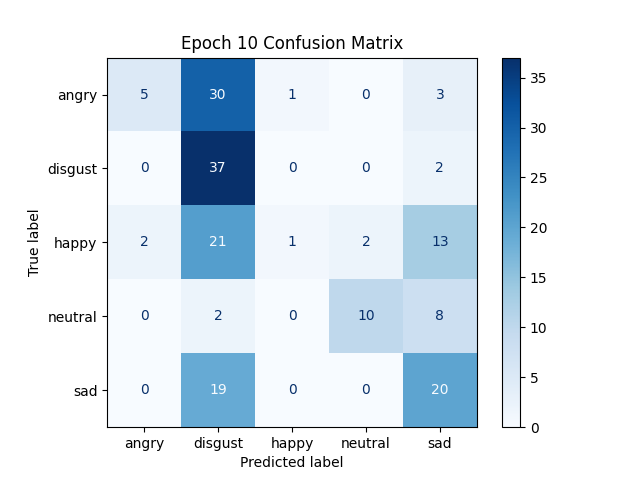 Epoch 10 Confusion Matrix
angry 5 30 1 0 3
disgust 0 37 0 0 2
happy 2 21 1 2 13
neutral 0 2 0 10 8
sad 0 19 0 0 20
angry disgust happy neutral sad
Predicted label
True label
35
30
25
20
15
10
5
0